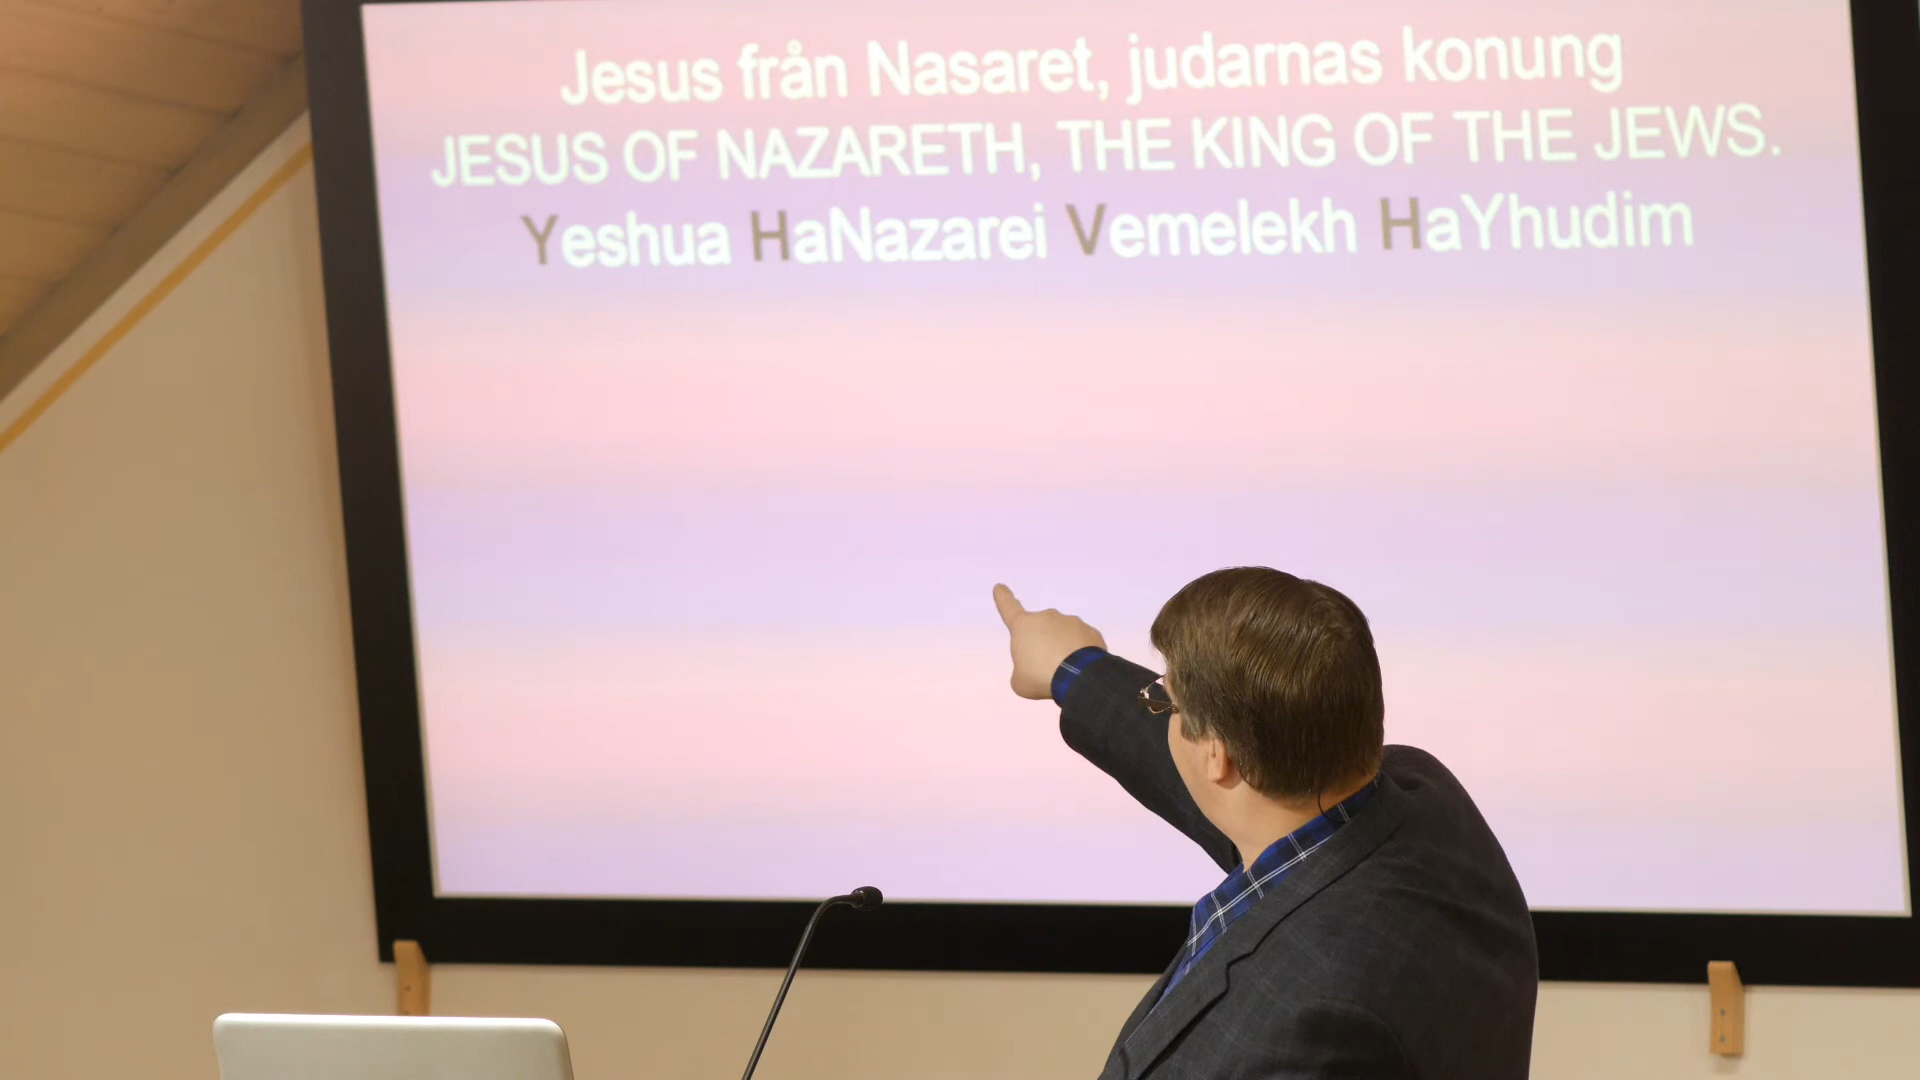 Jesus från Nasaret, judarnas konung
JESUS OF NAZARETH, THE KING OF THE JEWS.
Yeshua HaNazarei Vemelekh HaYhudim